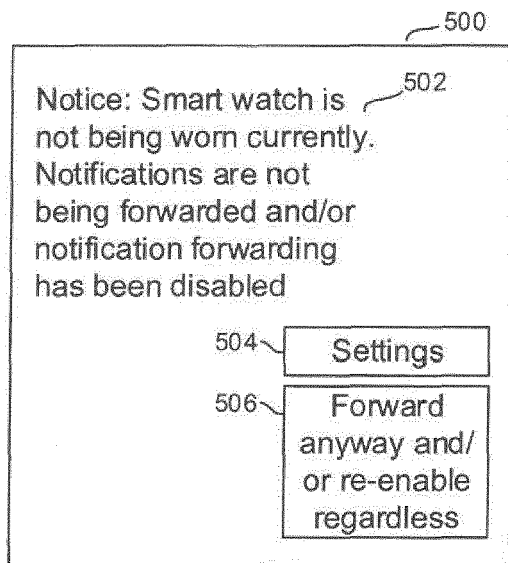 500
Notice: Smart watch is 502
not being worn currently.
Notifications are not
being forwarded and/or
notification forwarding
has been disabled
504 Settings
506 Forward
anyway and/
or re-enable
regardless